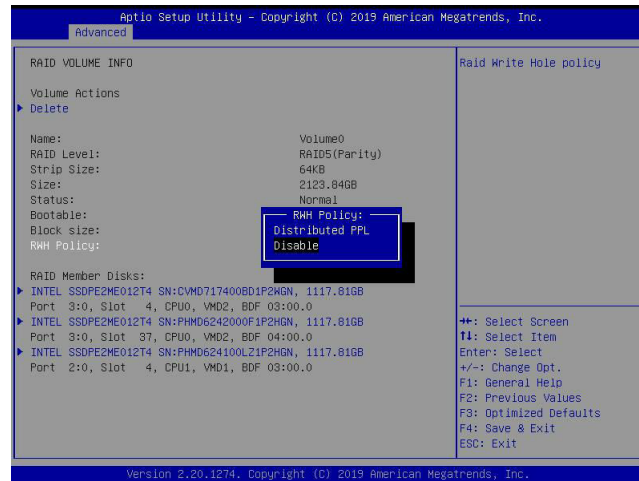 Aptio Setup Utility – Copyright (C) 2019 American Megatrends, Inc.
Advanced
RAID VOLUME INFO
Volume Actions
Delete
Name: Volume0
RAID Level: RAID5(Parity)
Strip Size: 64KB
Size: 2123.84GB
Status: Normal
Bootable:
Block size:
RWH Policy:
RWH Policy:
Distributed PPL
Disable
RAID Member Disks:
INTEL SSDPE2ME012T4 SN:CVMD717400BD1P2WGN, 1117.81GB
Port 3:0, Slot 4, CPU0, VMD2, BDF 03:00.0
INTEL SSDPE2ME012T4 SN:PHMD6242000F1P2HGN, 1117.81GB
Port 3:0, Slot 37, CPU0, VMD2, BDF 04:00.0
INTEL SSDPE2ME012T4 SN:PHMD624100LZ1P2HGN, 1117.81GB
Port 2:0, Slot 4, CPU1, VMD1, BDF 03:00.0
Raid Write Hole policy
→←: Select Screen
↑↓: Select Item
Enter: Select
+/-: Change Opt.
F1: General Help
F2: Previous Values
F3: Optimized Defaults
F4: Save & Exit
ESC: Exit
Version 2.20.1274. Copyright (C) 2019 American Megatrends, Inc.